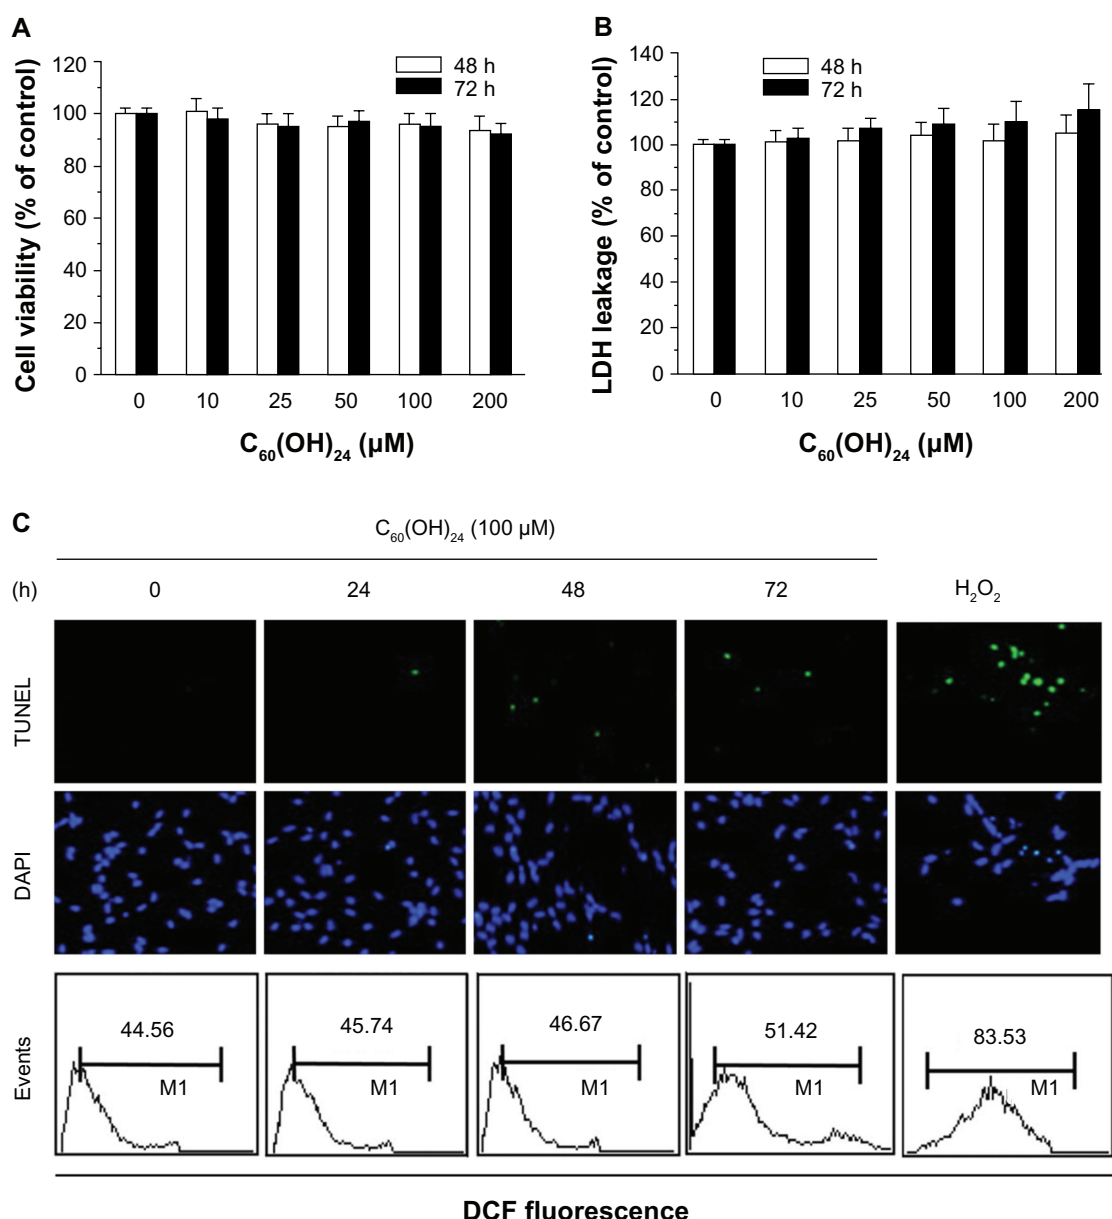 A
Cell viability (% of control)
120
100
80
60
40
20
0
48 h
72 h
0 10 25 50 100 200
C₆₀(OH)₂₄ (µM)
B
LDH leakage (% of control)
140
120
100
80
60
40
20
0
48 h
72 h
0 10 25 50 100 200
C₆₀(OH)₂₄ (µM)
C
C₆₀(OH)₂₄ (100 µM)
(h) 0 24 48 72 H₂O₂
TUNEL
DAPI
Events
44.56 45.74 46.67 51.42 83.53
M1 M1 M1 M1 M1
DCF fluorescence